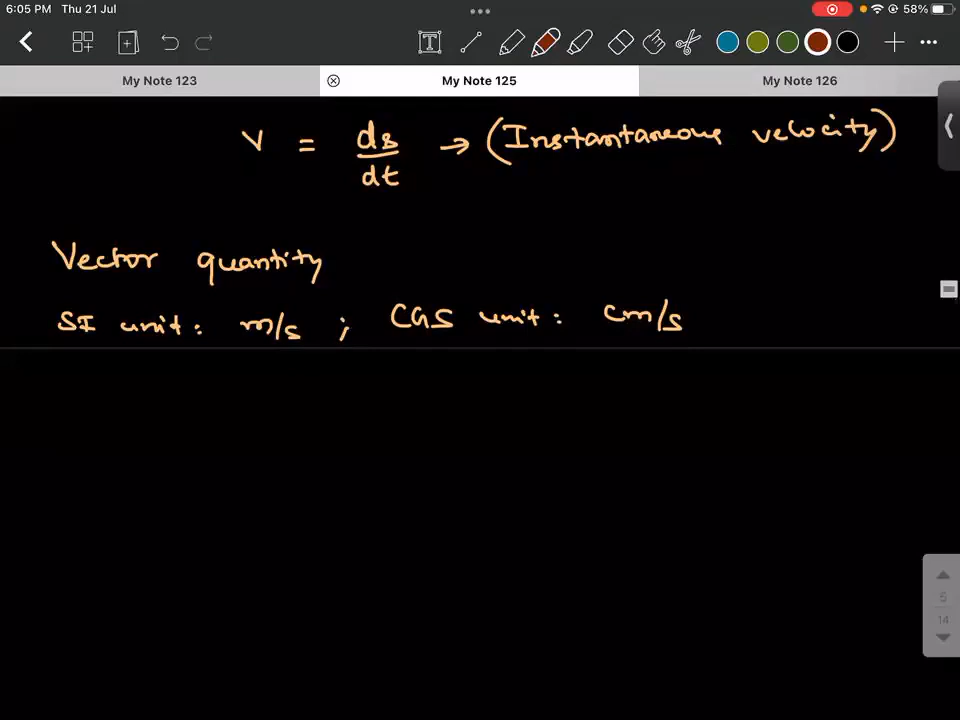 6:05 PM Thu 21 Jul 58%
My Note 123 My Note 125 My Note 126
V = ds/dt → (Instantaneous velocity)
Vector quantity
SI unit: m/s ; CGS unit: cm/s
5
14